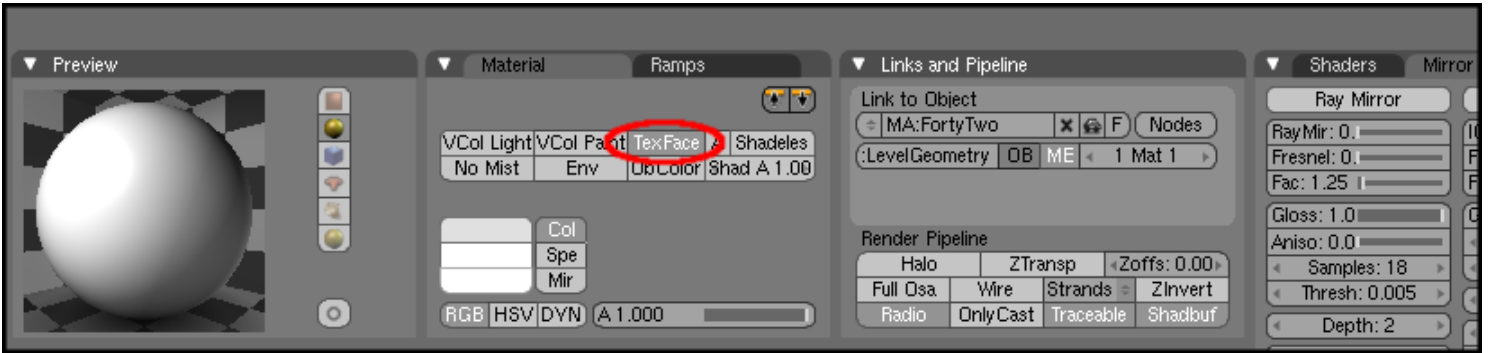 Preview
Material Ramps
VCol Light VCol Paint TexFace A Shadeles
No Mist Env ObColor Shad A 1.00
Col
Spe
Mir
RGB HSV DYN A 1.000
Links and Pipeline
Link to Object
MA:FortyTwo F Nodes
:LevelGeometry OB ME 1 Mat 1
Render Pipeline
Halo ZTransp Zoffs: 0.00
Full Osa Wire Strands ZInvert
Radio OnlyCast Traceable Shadbuf
Shaders Mirror
Ray Mirror
RayMir: 0.
Fresnel: 0.
Fac: 1.25
Gloss: 1.0
Aniso: 0.0
Samples: 18
Thresh: 0.005
Depth: 2